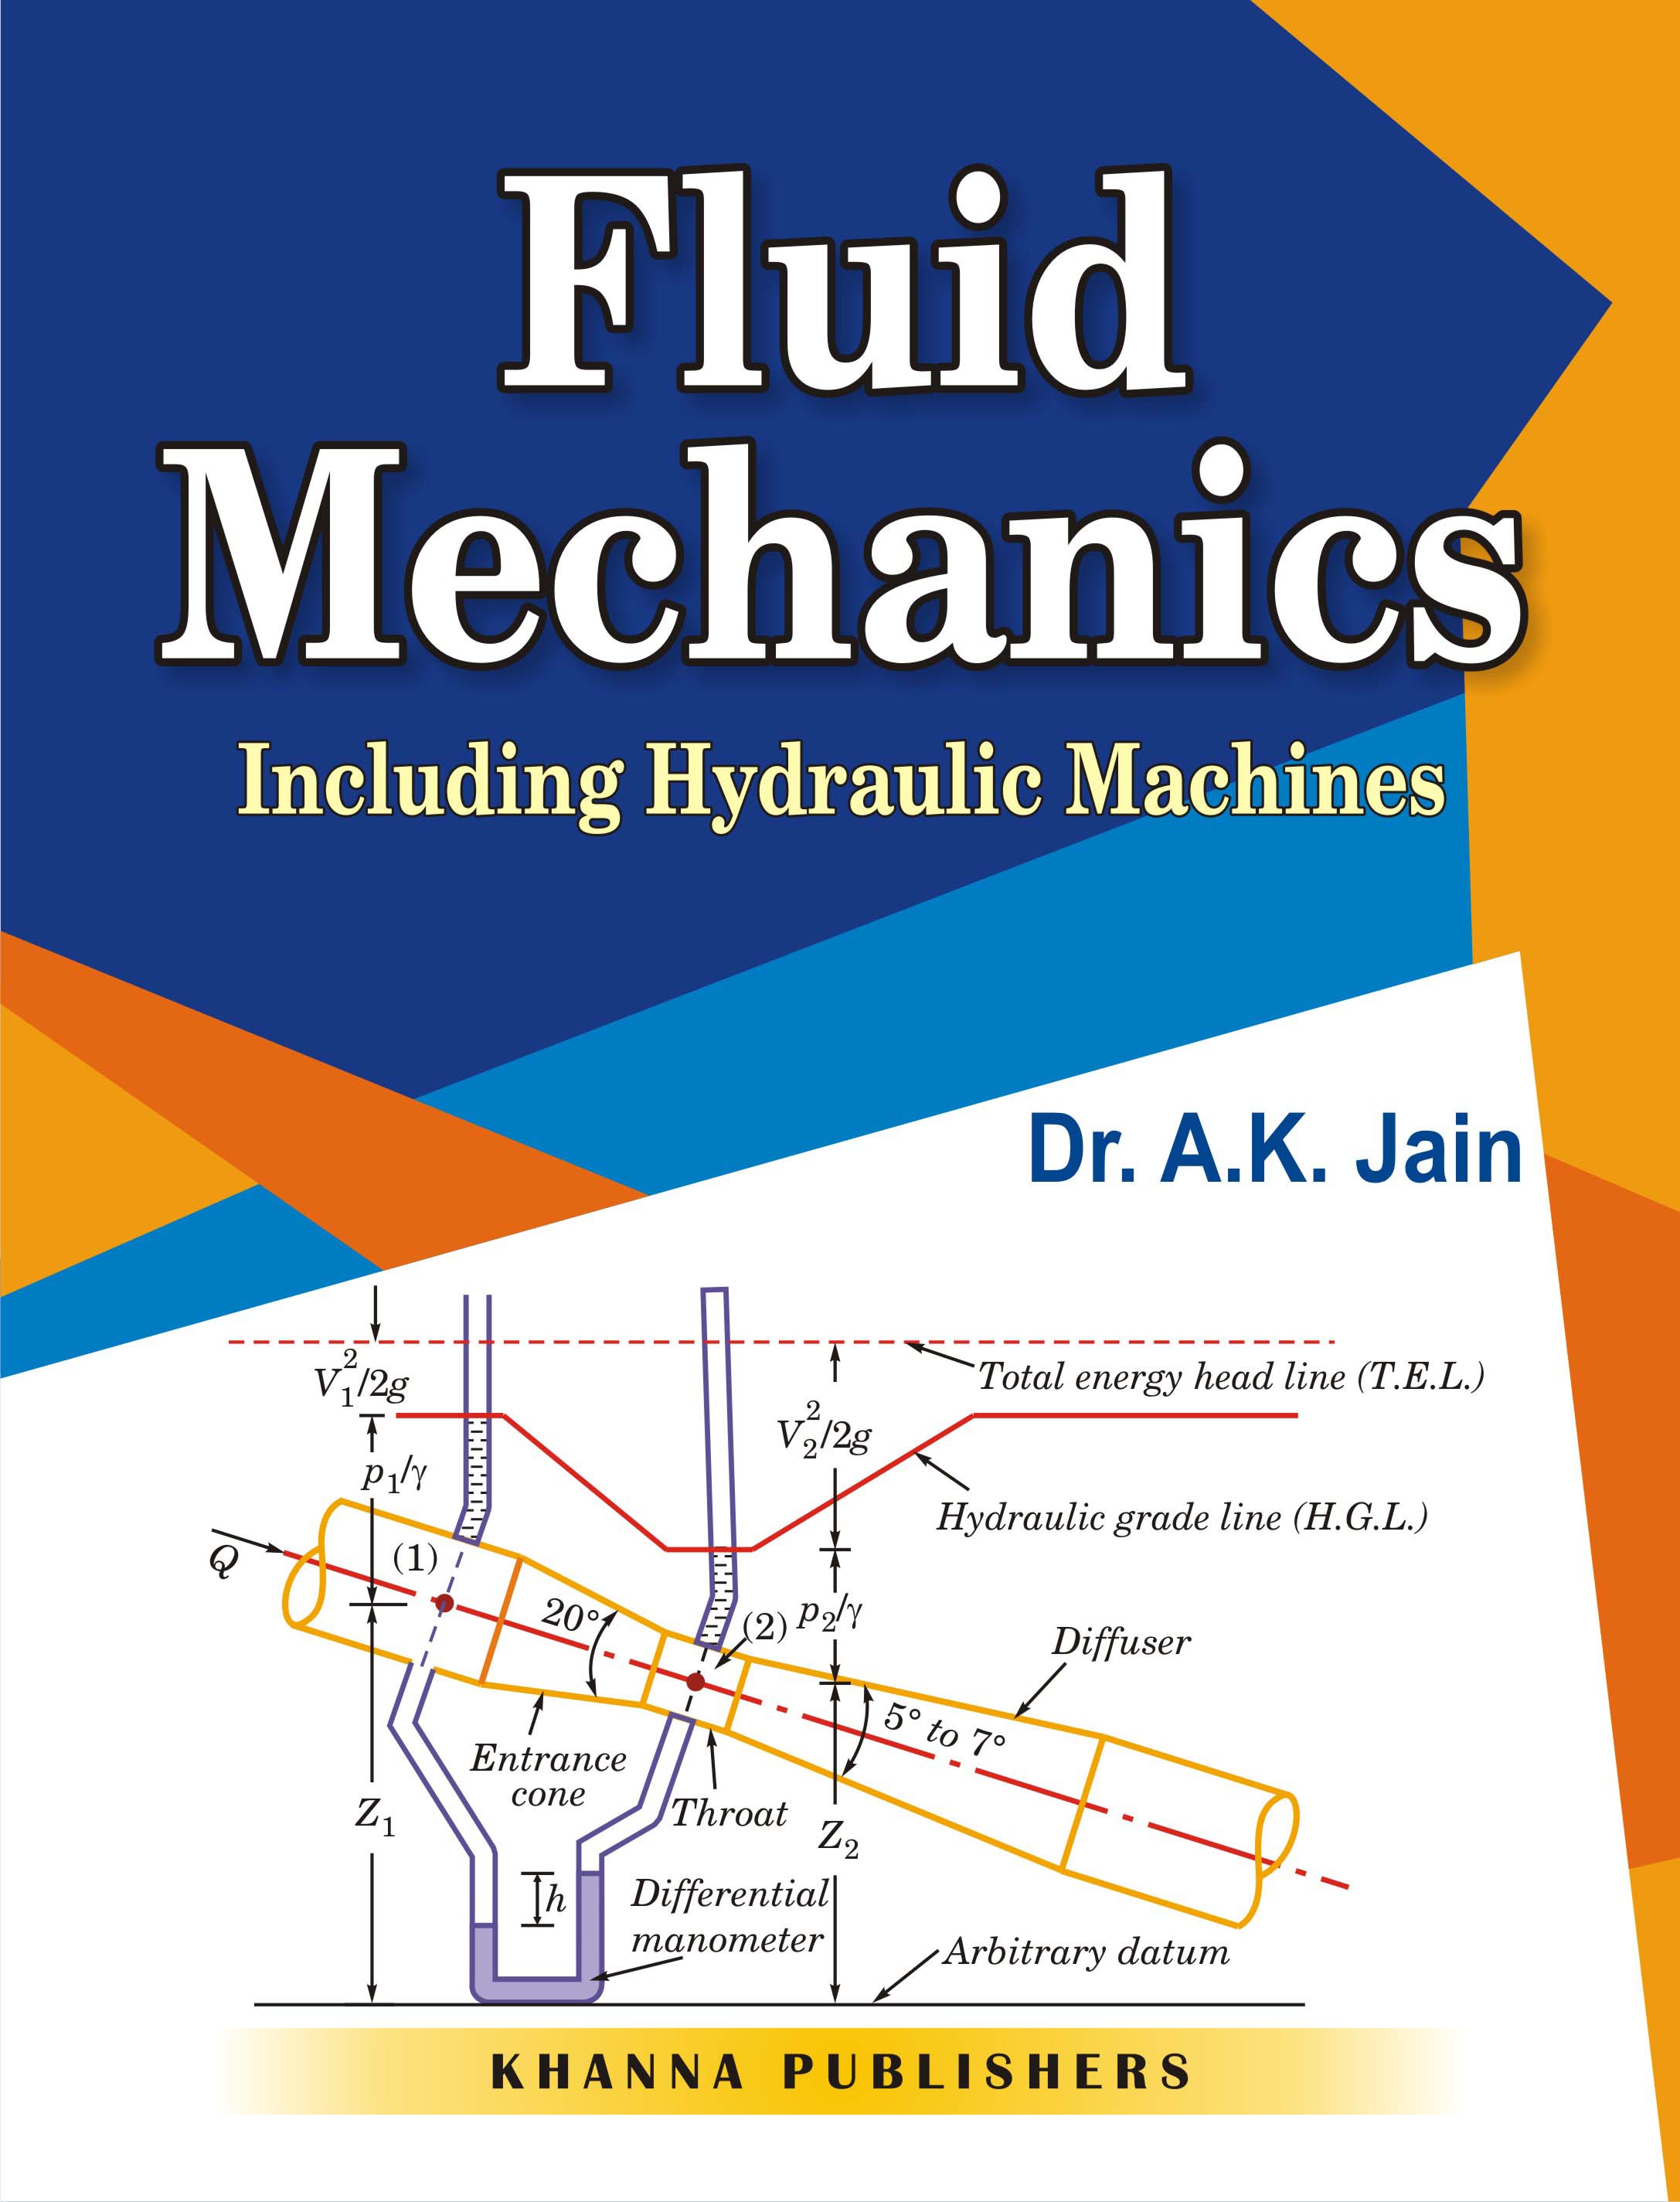 Fluid
Mechanics
Including Hydraulic Machines
Dr. A.K. Jain
V₁²/2g
Total energy head line (T.E.L.)
V₂²/2g
p₁/γ
Hydraulic grade line (H.G.L.)
Q
(1)
20°
(2)
p₂/γ
Diffuser
5° to 7°
Entrance
cone
Throat
Z₁
Z₂
h
Differential
manometer
Arbitrary datum
KHANNA PUBLISHERS